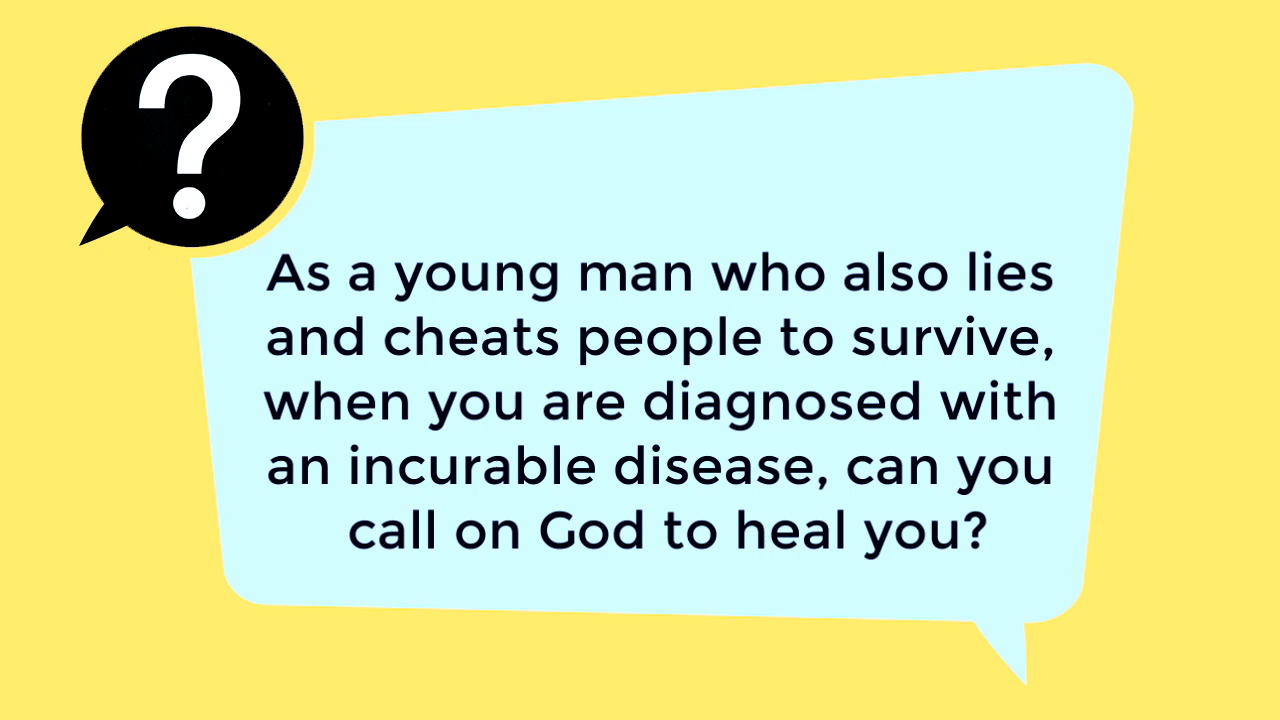 ?
As a young man who also lies
and cheats people to survive,
when you are diagnosed with
an incurable disease, can you
call on God to heal you?